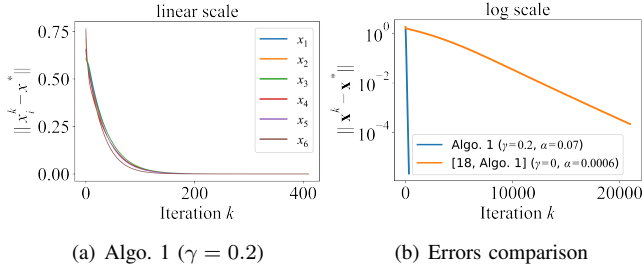 linear scale
|| x_i^k − x^* ||
0.75
0.50
0.25
0.00
x_1
x_2
x_3
x_4
x_5
x_6
0
200
400
Iteration k
(a) Algo. 1 (γ = 0.2)
log scale
|| 𝐱^k − 𝐱^* ||
10^0
10^−2
10^−4
Algo. 1 (γ=0.2, α=0.07)
[18, Algo. 1] (γ=0, α=0.0006)
0
10000
20000
Iteration k
(b) Errors comparison